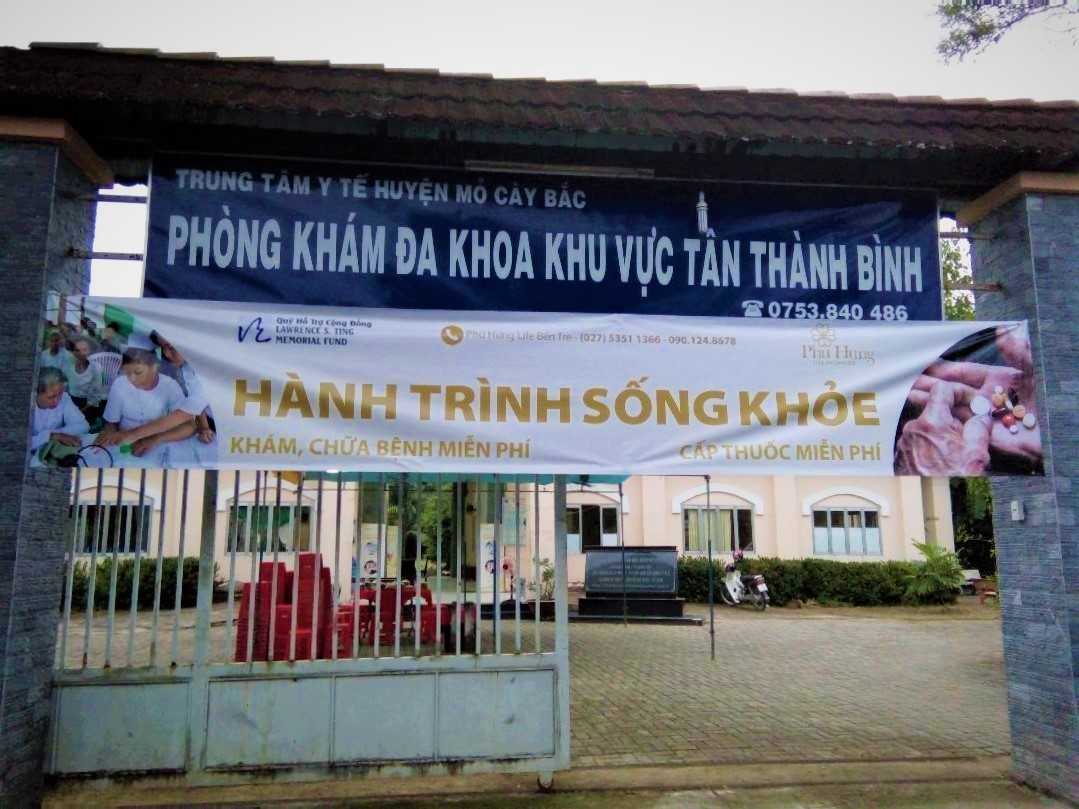 TRUNG TÂM Y TẾ HUYỆN MỎ CÀY BẮC
PHÒNG KHÁM ĐA KHOA KHU VỰC TÂN THÀNH BÌNH
☎ 0753.840 486
Quỹ Hỗ Trợ Cộng Đồng
LAWRENCE S. TING
MEMORIAL FUND
Phú Hưng Life Bến Tre - (027) 5351 1366 - 090.124.8678
Phú Hưng
HÀNH TRÌNH SỐNG KHỎE
KHÁM, CHỮA BỆNH MIỄN PHÍ
CẤP THUỐC MIỄN PHÍ